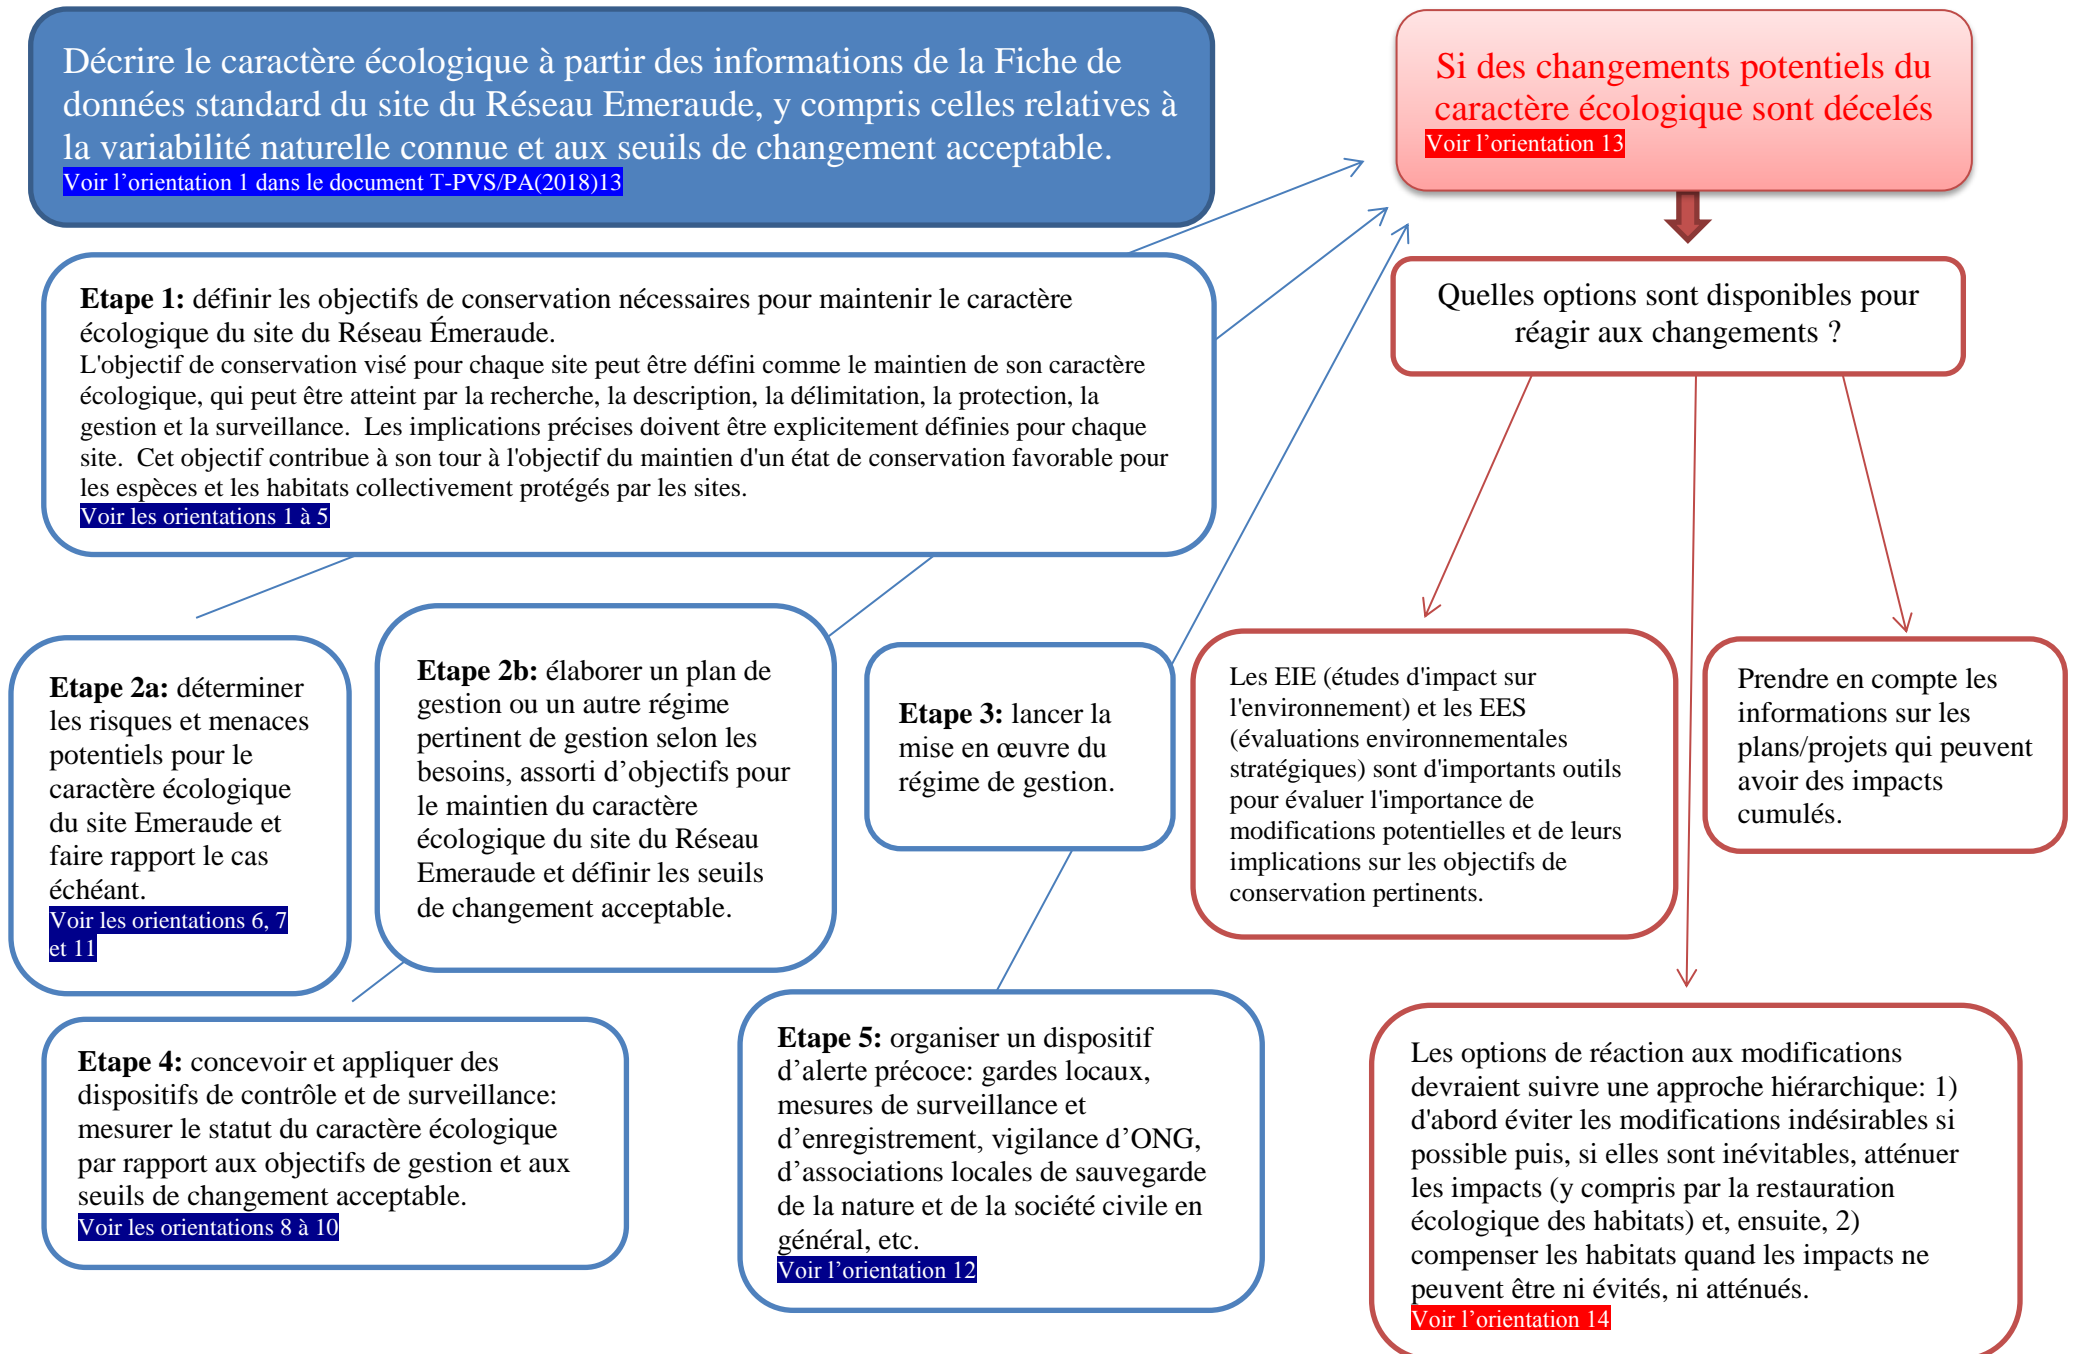 Décrire le caractère écologique à partir des informations de la Fiche de
données standard du site du Réseau Emeraude, y compris celles relatives à
la variabilité naturelle connue et aux seuils de changement acceptable.
Voir l’orientation 1 dans le document T-PVS/PA(2018)13
Si des changements potentiels du
caractère écologique sont décelés
Voir l’orientation 13
Etape 1: définir les objectifs de conservation nécessaires pour maintenir le caractère
écologique du site du Réseau Émeraude.
L'objectif de conservation visé pour chaque site peut être défini comme le maintien de son caractère
écologique, qui peut être atteint par la recherche, la description, la délimitation, la protection, la
gestion et la surveillance.  Les implications précises doivent être explicitement définies pour chaque
site.  Cet objectif contribue à son tour à l'objectif du maintien d'un état de conservation favorable pour
les espèces et les habitats collectivement protégés par les sites.
Voir les orientations 1 à 5
Quelles options sont disponibles pour
réagir aux changements ?
Etape 2a: déterminer
les risques et menaces
potentiels pour le
caractère écologique
du site Emeraude et
faire rapport le cas
échéant.
Voir les orientations 6, 7
et 11
Etape 2b: élaborer un plan de
gestion ou un autre régime
pertinent de gestion selon les
besoins, assorti d’objectifs pour
le maintien du caractère
écologique du site du Réseau
Emeraude et définir les seuils
de changement acceptable.
Etape 3: lancer la
mise en œuvre du
régime de gestion.
Les EIE (études d'impact sur
l'environnement) et les EES
(évaluations environnementales
stratégiques) sont d'importants outils
pour évaluer l'importance de
modifications potentielles et de leurs
implications sur les objectifs de
conservation pertinents.
Prendre en compte les
informations sur les
plans/projets qui peuvent
avoir des impacts
cumulés.
Etape 4: concevoir et appliquer des
dispositifs de contrôle et de surveillance:
mesurer le statut du caractère écologique
par rapport aux objectifs de gestion et aux
seuils de changement acceptable.
Voir les orientations 8 à 10
Etape 5: organiser un dispositif
d’alerte précoce: gardes locaux,
mesures de surveillance et
d’enregistrement, vigilance d’ONG,
d’associations locales de sauvegarde
de la nature et de la société civile en
général, etc.
Voir l’orientation 12
Les options de réaction aux modifications
devraient suivre une approche hiérarchique: 1)
d'abord éviter les modifications indésirables si
possible puis, si elles sont inévitables, atténuer
les impacts (y compris par la restauration
écologique des habitats) et, ensuite, 2)
compenser les habitats quand les impacts ne
peuvent être ni évités, ni atténués.
Voir l’orientation 14